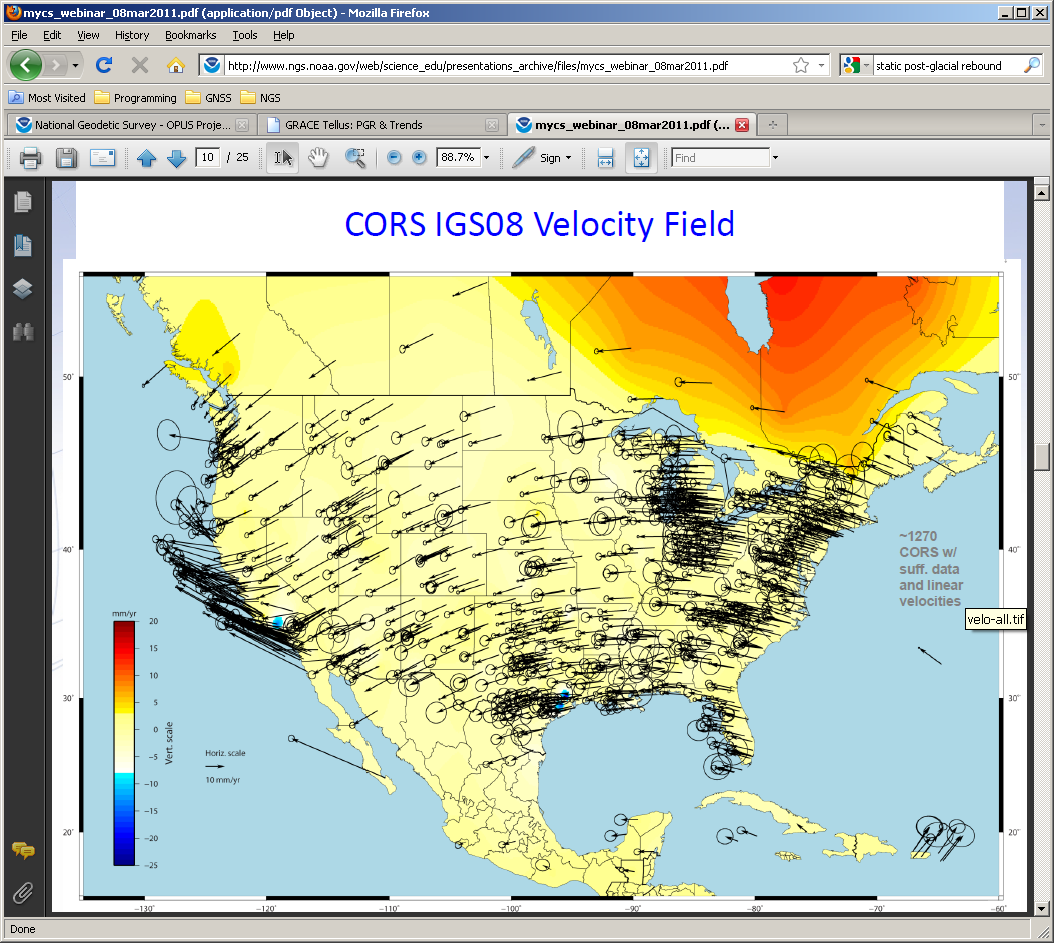 mycs_webinar_08mar2011.pdf (application/pdf Object) - Mozilla Firefox
File Edit View History Bookmarks Tools Help
http://www.ngs.noaa.gov/web/science_edu/presentations_archive/files/mycs_webinar_08mar2011.pdf
static post-glacial rebound
Most Visited Programming GNSS NGS
National Geodetic Survey - OPUS Proje... GRACE Tellus: PGR & Trends mycs_webinar_08mar2011.pdf (...
10 / 25 88.7% Sign Find
CORS IGS08 Velocity Field
50° 50°
40° 40°
~1270
CORS w/
suff. data
and linear
velocities
velo-all.tif
mm/yr
20
15
10
5
0
−5
−10
−15
−20
−25
Vert. scale
Horiz. scale
10 mm/yr
30° 30°
20° 20°
−130° −120° −110° −100° −90° −80° −70° −60°
Done